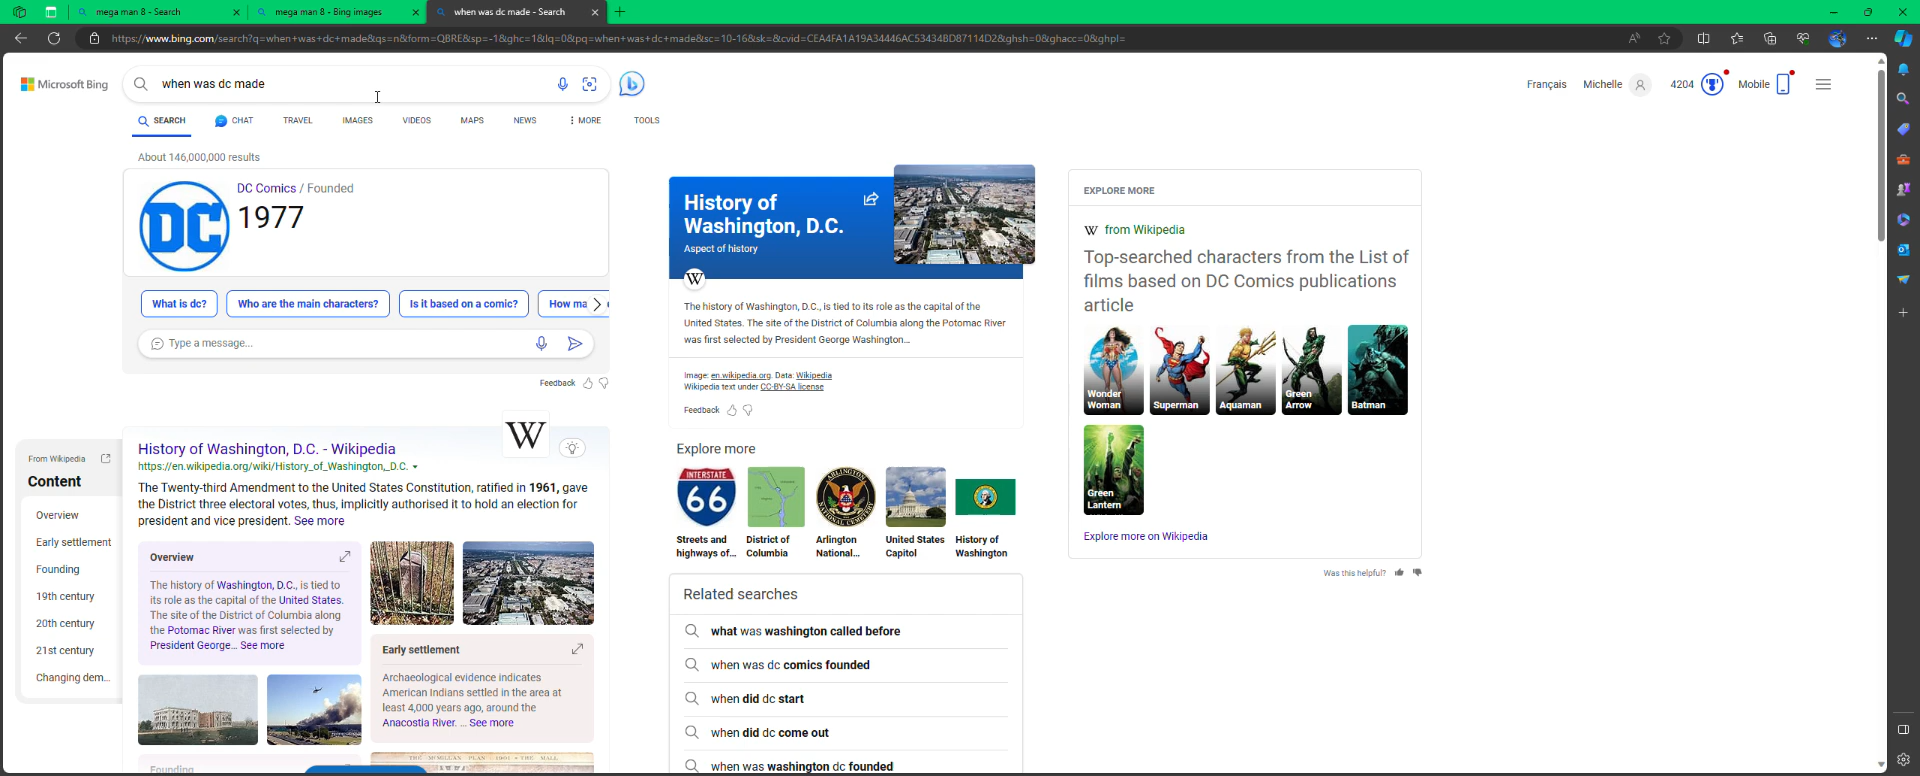 mega man 8 - Search
mega man 8 - Bing images
when was dc made - Search
https://www.bing.com/search?q=when+was+dc+made&qs=n&form=QBRE&sp=-1&ghc=1&lq=0&pq=when+was+dc+made&sc=10-16&sk=&cvid=CEA4FA1A19A34446AC53434BD87114D2&ghsh=0&ghacc=0&ghpl=
Microsoft Bing
when was dc made
Français
Michelle
4204
Mobile
SEARCH
CHAT
TRAVEL
IMAGES
VIDEOS
MAPS
NEWS
MORE
TOOLS
About 146,000,000 results
DC
DC Comics / Founded
1977
What is dc?
Who are the main characters?
Is it based on a comic?
How ma
Type a message...
Feedback
From Wikipedia
Content
Overview
Early settlement
Founding
19th century
20th century
21st century
Changing dem...
W
History of Washington, D.C. - Wikipedia
https://en.wikipedia.org/wiki/History_of_Washington,_D.C.
The Twenty-third Amendment to the United States Constitution, ratified in 1961, gave
the District three electoral votes, thus, implicitly authorised it to hold an election for
president and vice president. See more
Overview
The history of Washington, D.C., is tied to
its role as the capital of the United States.
The site of the District of Columbia along
the Potomac River was first selected by
President George... See more
Early settlement
Archaeological evidence indicates
American Indians settled in the area at
least 4,000 years ago, around the
Anacostia River. ... See more
Founding
History of
Washington, D.C.
Aspect of history
W
The history of Washington, D.C., is tied to its role as the capital of the
United States. The site of the District of Columbia along the Potomac River
was first selected by President George Washington...
Image: en.wikipedia.org. Data: Wikipedia
Wikipedia text under CC-BY-SA license
Feedback
Explore more
INTERSTATE
66
Streets and
highways of...
District of
Columbia
Arlington
National...
United States
Capitol
History of
Washington
Related searches
what was washington called before
when was dc comics founded
when did dc start
when did dc come out
when was washington dc founded
EXPLORE MORE
W from Wikipedia
Top-searched characters from the List of
films based on DC Comics publications
article
Wonder
Woman
Superman
Aquaman
Green
Arrow
Batman
Green
Lantern
Explore more on Wikipedia
Was this helpful?